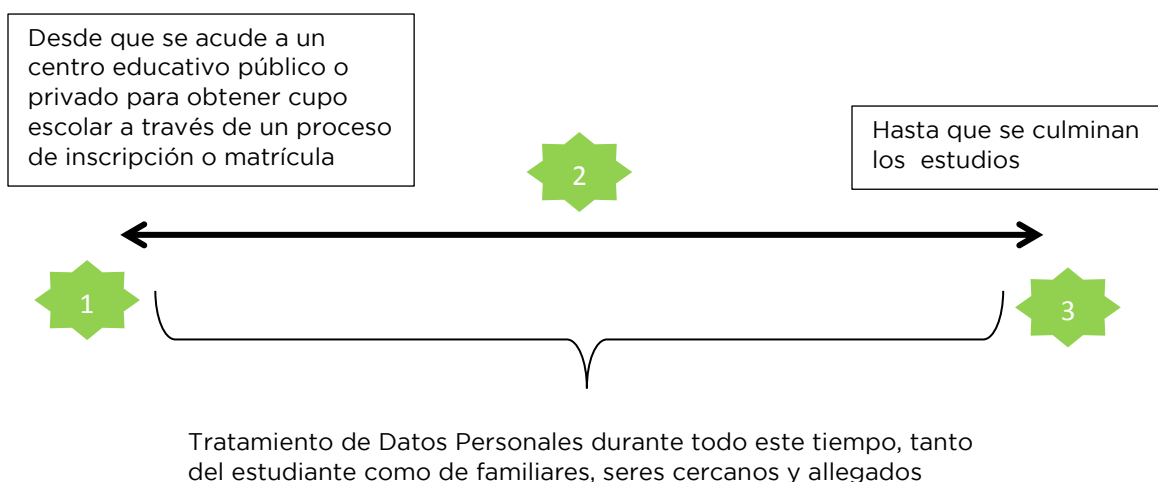 Desde que se acude a un
centro educativo público o
privado para obtener cupo
escolar a través de un proceso
de inscripción o matrícula
Hasta que se culminan
los estudios
2
1
3
Tratamiento de Datos Personales durante todo este tiempo, tanto
del estudiante como de familiares, seres cercanos y allegados